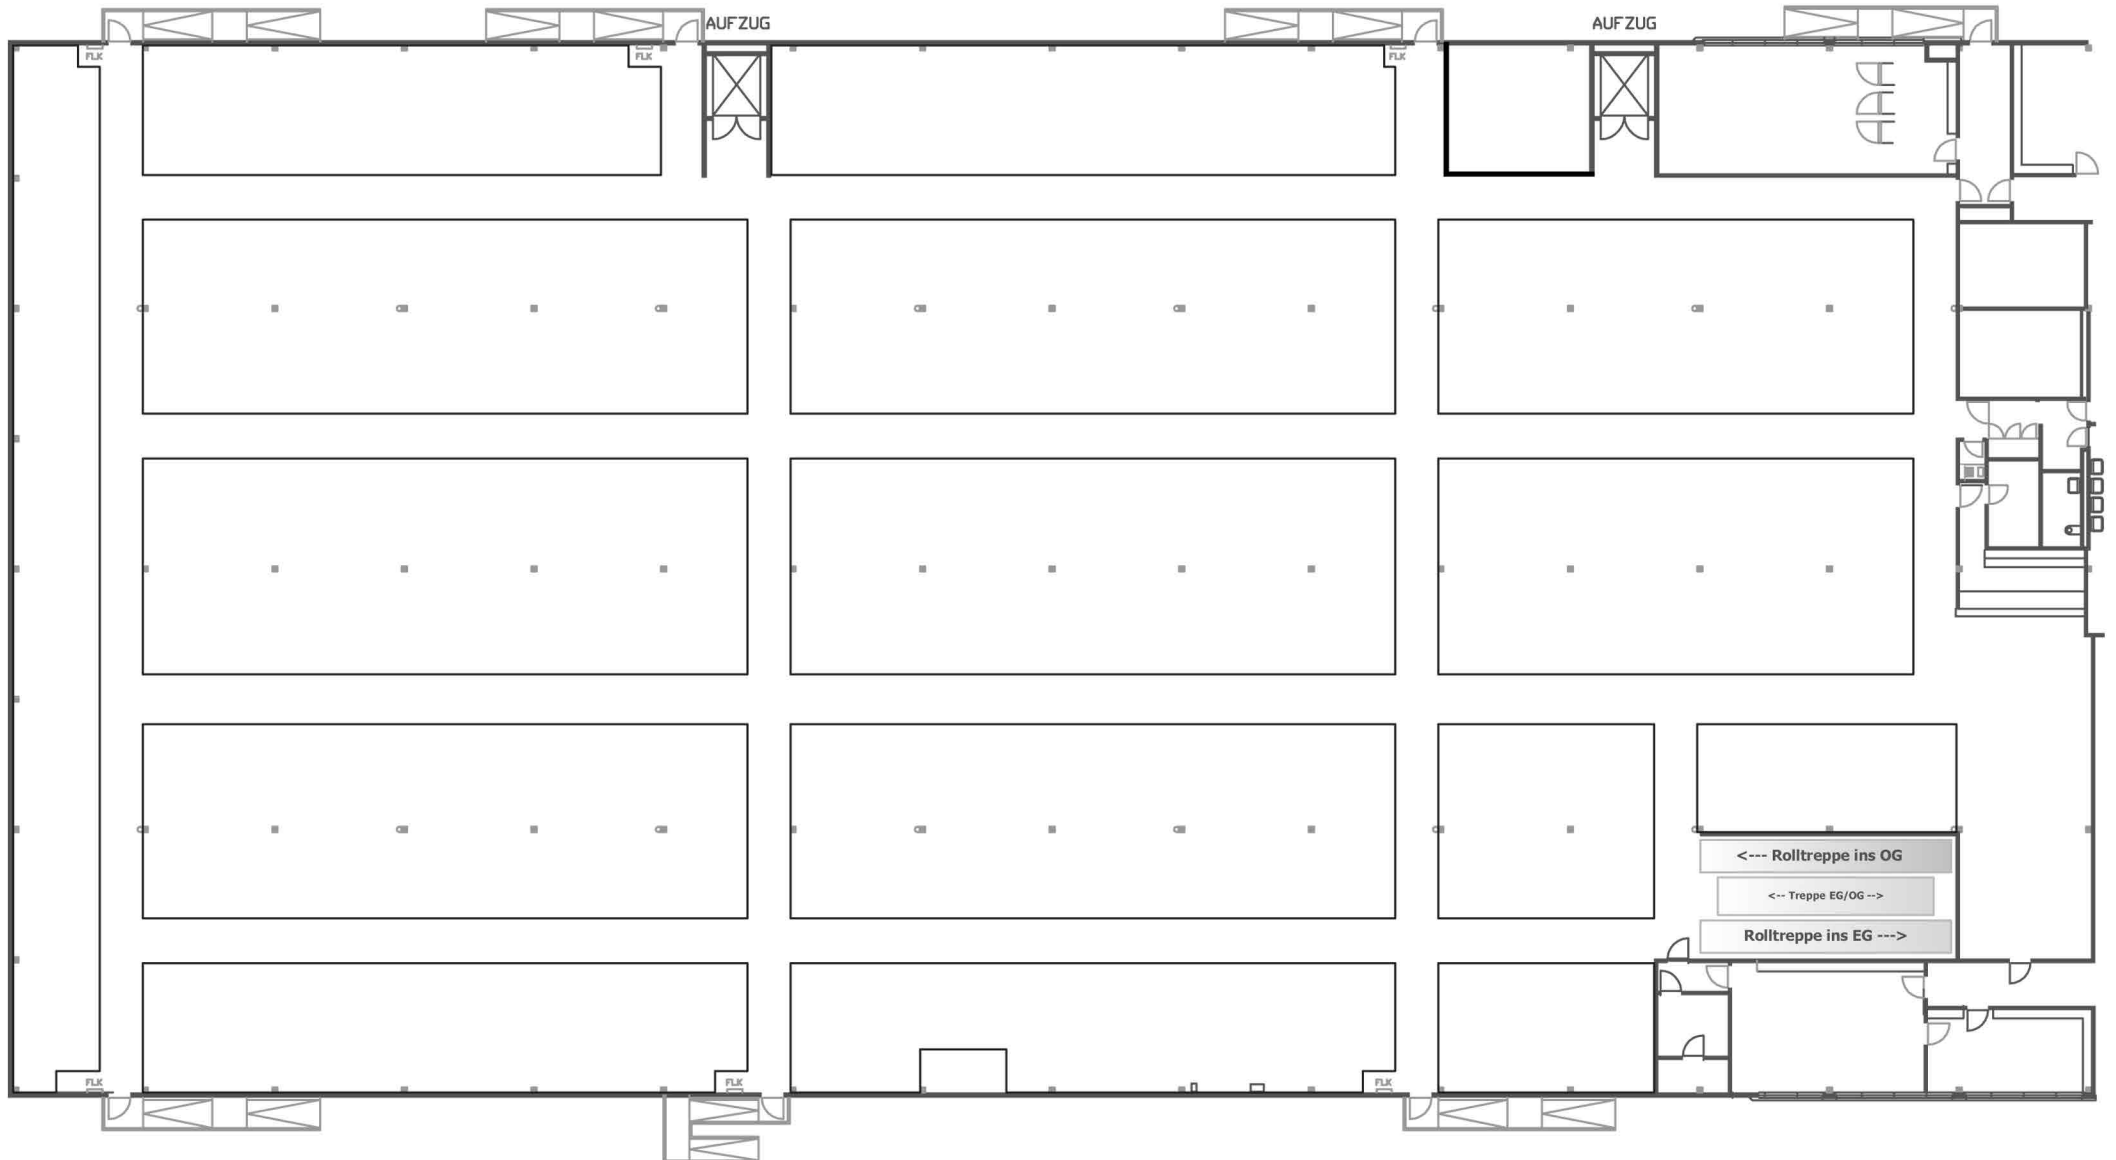 AUFZUG
AUFZUG
FLK
FLK
FLK
<--- Rolltreppe ins OG
<-- Treppe EG/OG -->
Rolltreppe ins EG --->
FLK
FLK
FLK